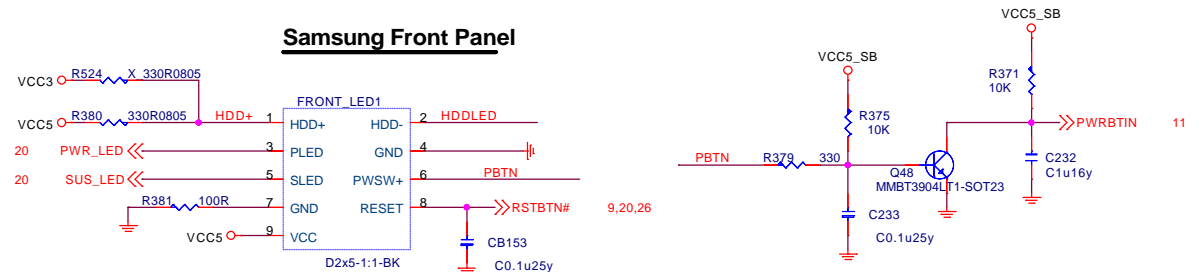 Samsung Front Panel
VCC3
R524
X_330R0805
VCC5
R380
330R0805
HDD+
FRONT_LED1
1
HDD+
HDD-
2
HDDLED
20
PWR_LED
3
PLED
GND
4
20
SUS_LED
5
SLED
PWSW+
6
PBTN
R381
100R
7
GND
RESET
8
RSTBTN#
9,20,26
VCC5
9
VCC
CB153
C0.1u25y
D2x5-1:1-BK
VCC5_SB
VCC5_SB
R371
10K
R375
10K
PWRBTIN
11
PBTN
R379
330
Q48
MMBT3904LT1-SOT23
C232
C1u16y
C233
C0.1u25y